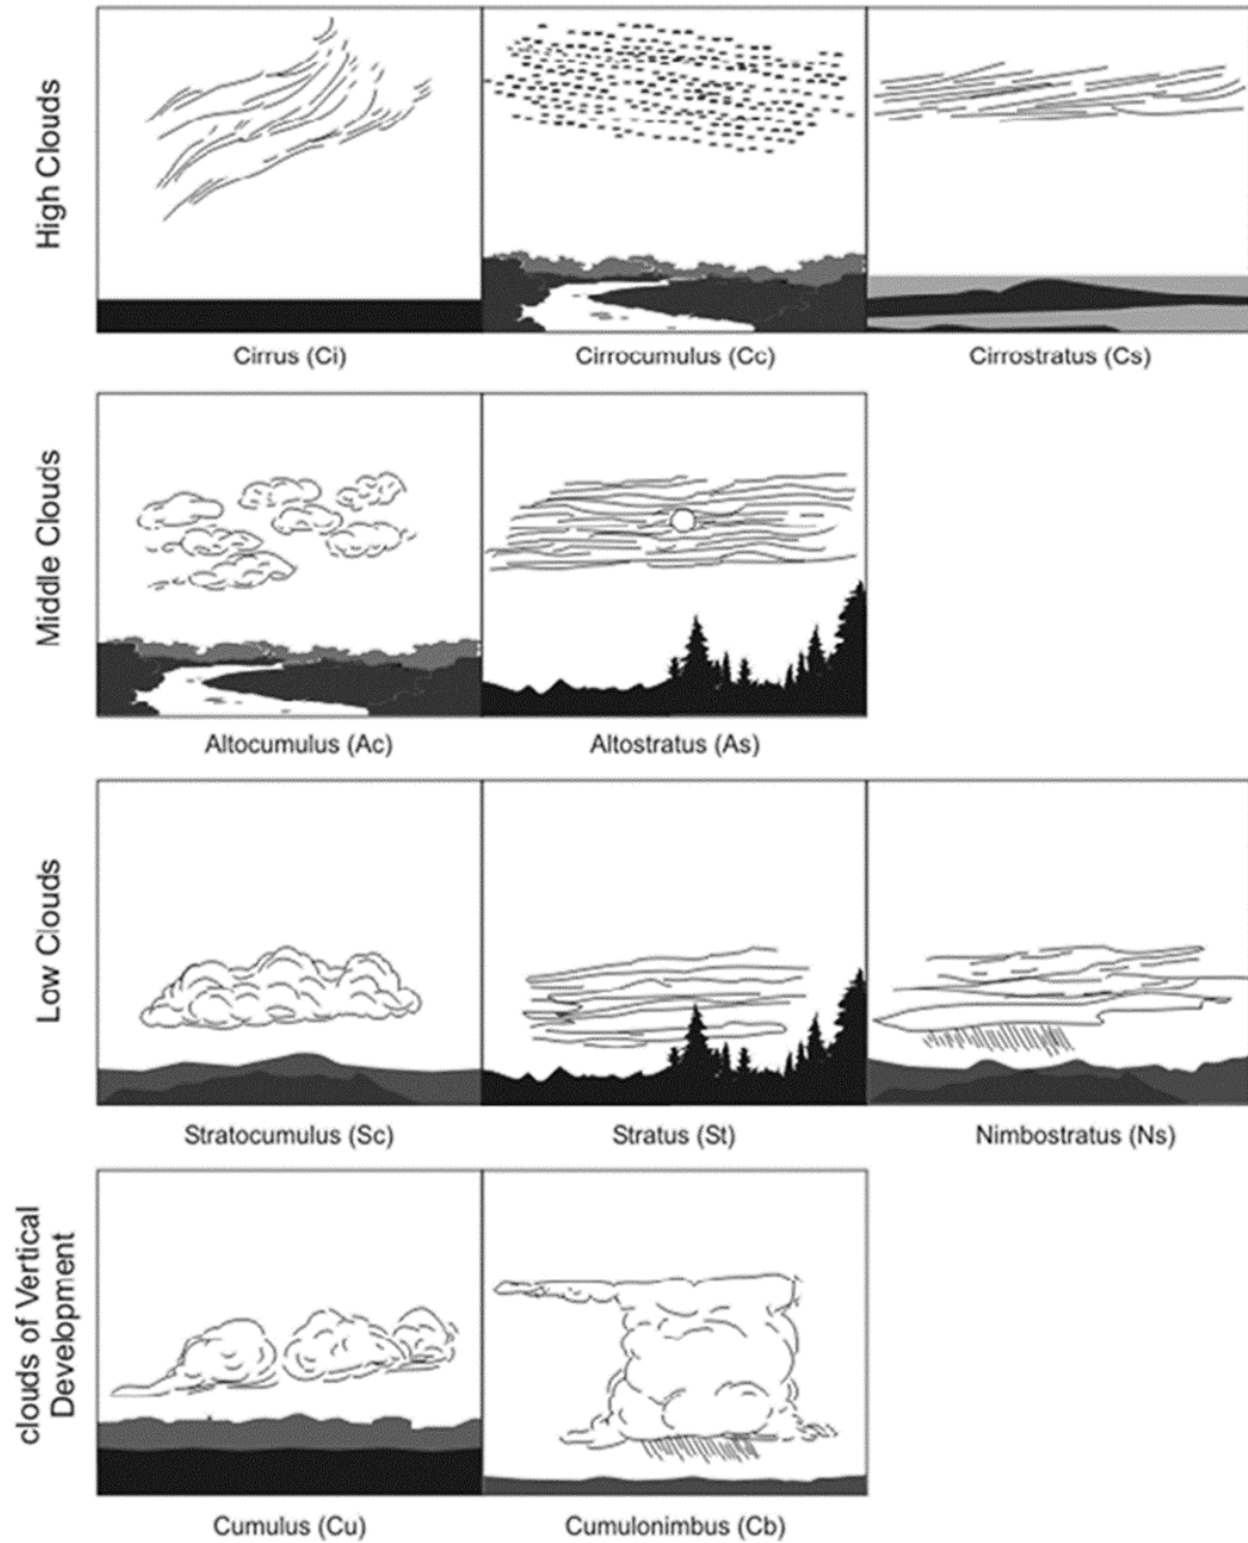 High Clouds
Cirrus (Ci)
Cirrocumulus (Cc)
Cirrostratus (Cs)
Middle Clouds
Altocumulus (Ac)
Altostratus (As)
Low Clouds
Stratocumulus (Sc)
Stratus (St)
Nimbostratus (Ns)
clouds of Vertical
Development
Cumulus (Cu)
Cumulonimbus (Cb)